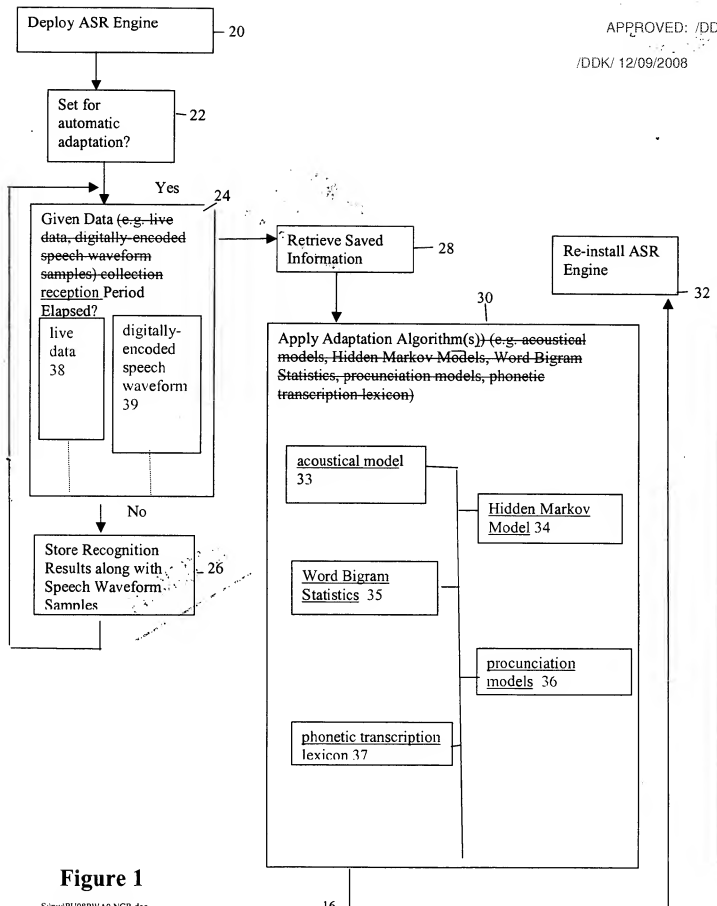 Deploy ASR Engine
20
APPROVED: /DD
/DDK/ 12/09/2008
Set for
automatic
adaptation?
22
Yes
24
Given Data (e.g. live
data, digitally-encoded
speech waveform
samples) collection
reception Period
Elapsed?
live
data
38
digitally-
encoded
speech
waveform
39
Retrieve Saved
Information
28
Re-install ASR
Engine
32
30
Apply Adaptation Algorithm(s)) (e.g. acoustical
models, Hidden Markov Models, Word Bigram
Statistics, procunciation models, phonetic
transcription lexicon)
acoustical model
33
Hidden Markov
Model 34
Word Bigram
Statistics 35
procunciation
models 36
phonetic transcription
lexicon 37
No
Store Recognition
Results along with
Speech Waveform
Samples
26
Figure 1
16